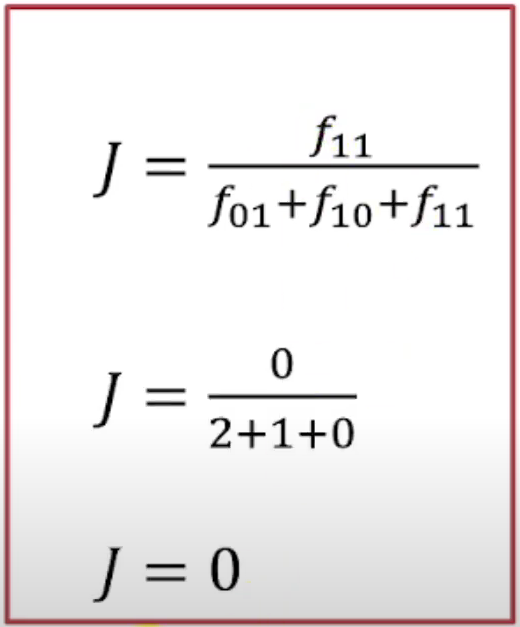 J = f₁₁ / (f₀₁+f₁₀+f₁₁)
J = 0 / (2+1+0)
J = 0